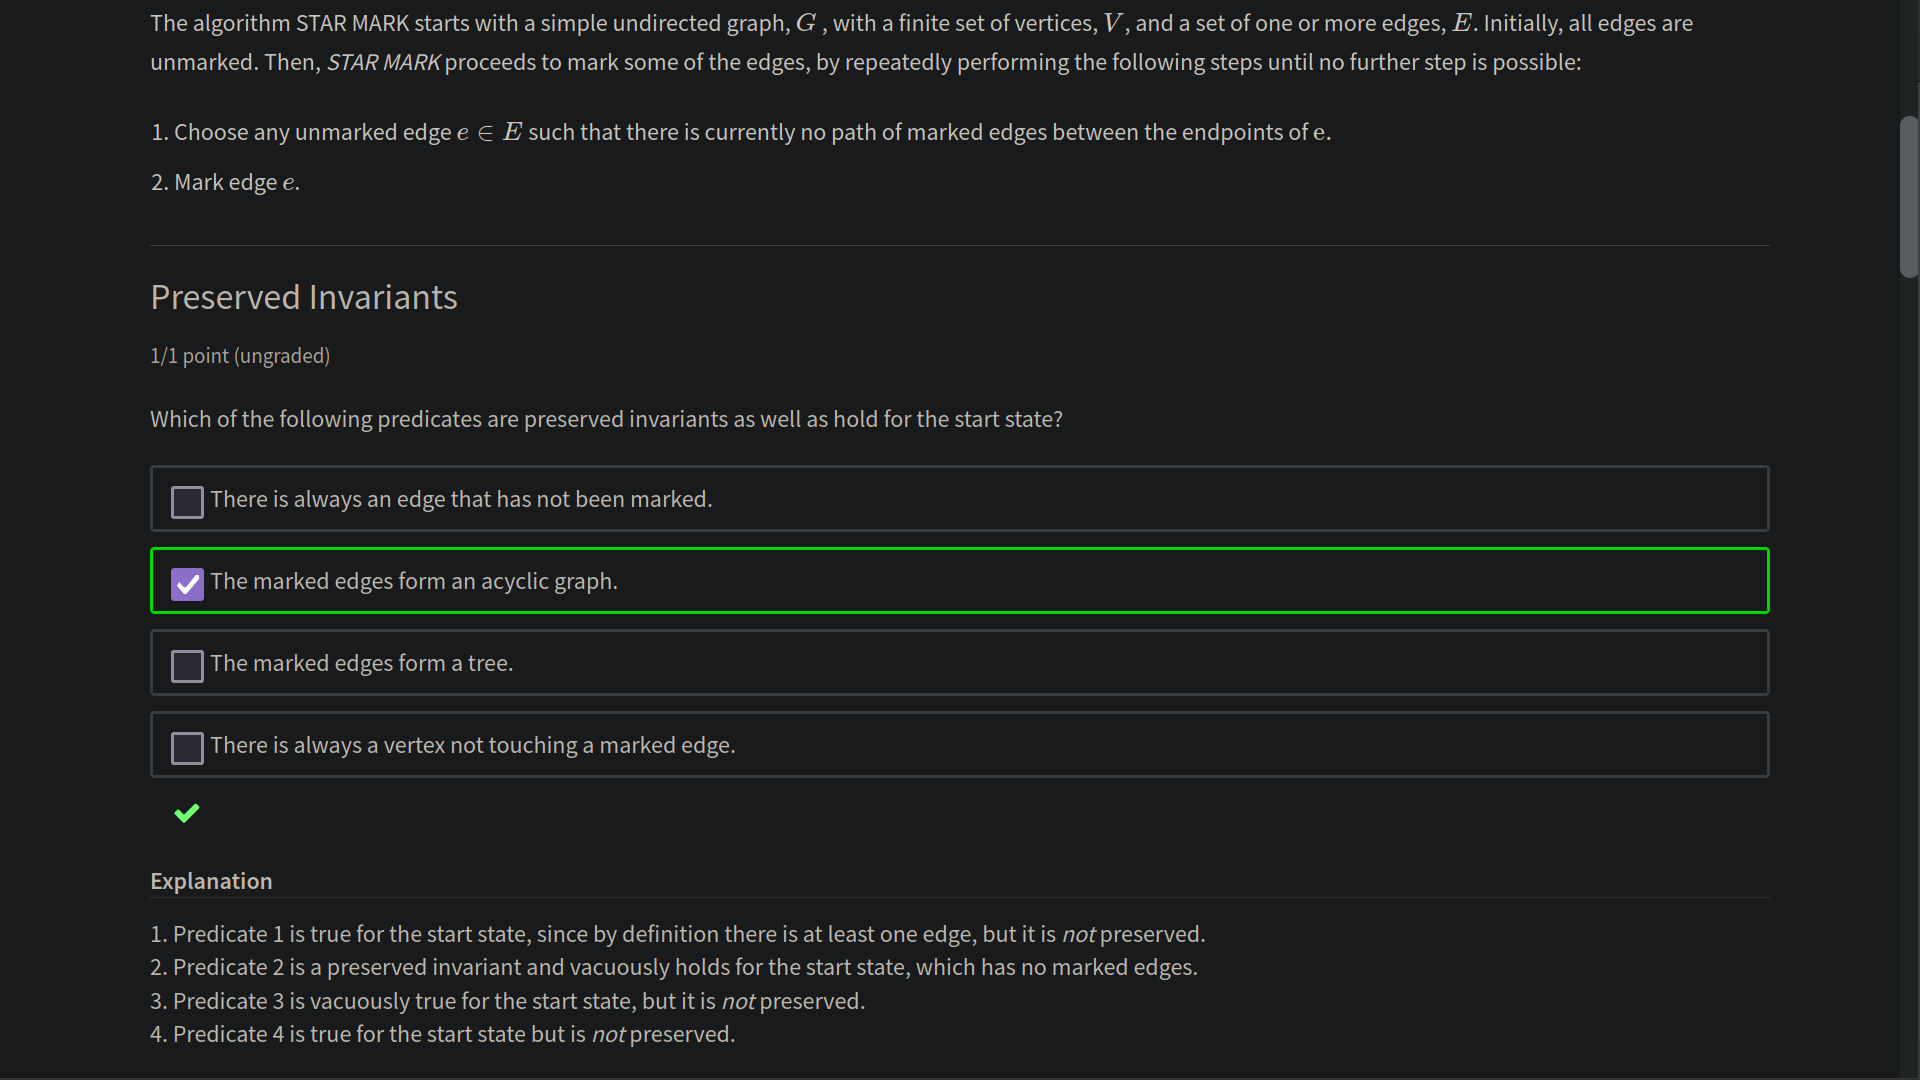 The algorithm STAR MARK starts with a simple undirected graph, G , with a finite set of vertices, V, and a set of one or more edges, E. Initially, all edges are
unmarked. Then, STAR MARK proceeds to mark some of the edges, by repeatedly performing the following steps until no further step is possible:
1. Choose any unmarked edge e ∈ E such that there is currently no path of marked edges between the endpoints of e.
2. Mark edge e.
Preserved Invariants
1/1 point (ungraded)
Which of the following predicates are preserved invariants as well as hold for the start state?
There is always an edge that has not been marked.
The marked edges form an acyclic graph.
The marked edges form a tree.
There is always a vertex not touching a marked edge.
Explanation
1. Predicate 1 is true for the start state, since by definition there is at least one edge, but it is not preserved.
2. Predicate 2 is a preserved invariant and vacuously holds for the start state, which has no marked edges.
3. Predicate 3 is vacuously true for the start state, but it is not preserved.
4. Predicate 4 is true for the start state but is not preserved.